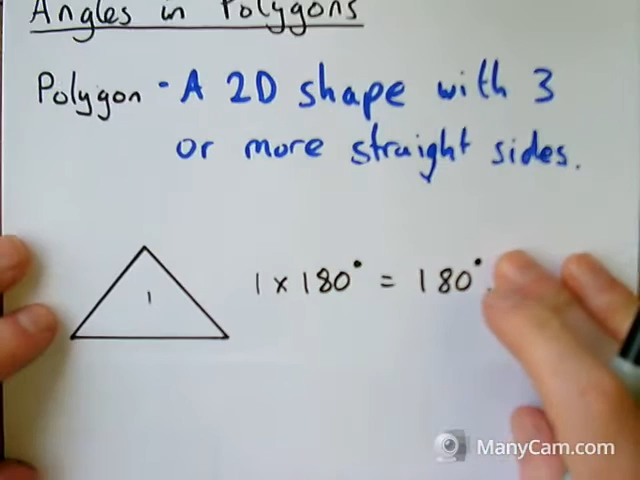 Angles in Polygons
Polygon - A 2D shape with 3
or more straight sides.
1
1 x 180° = 180°.
ManyCam.com